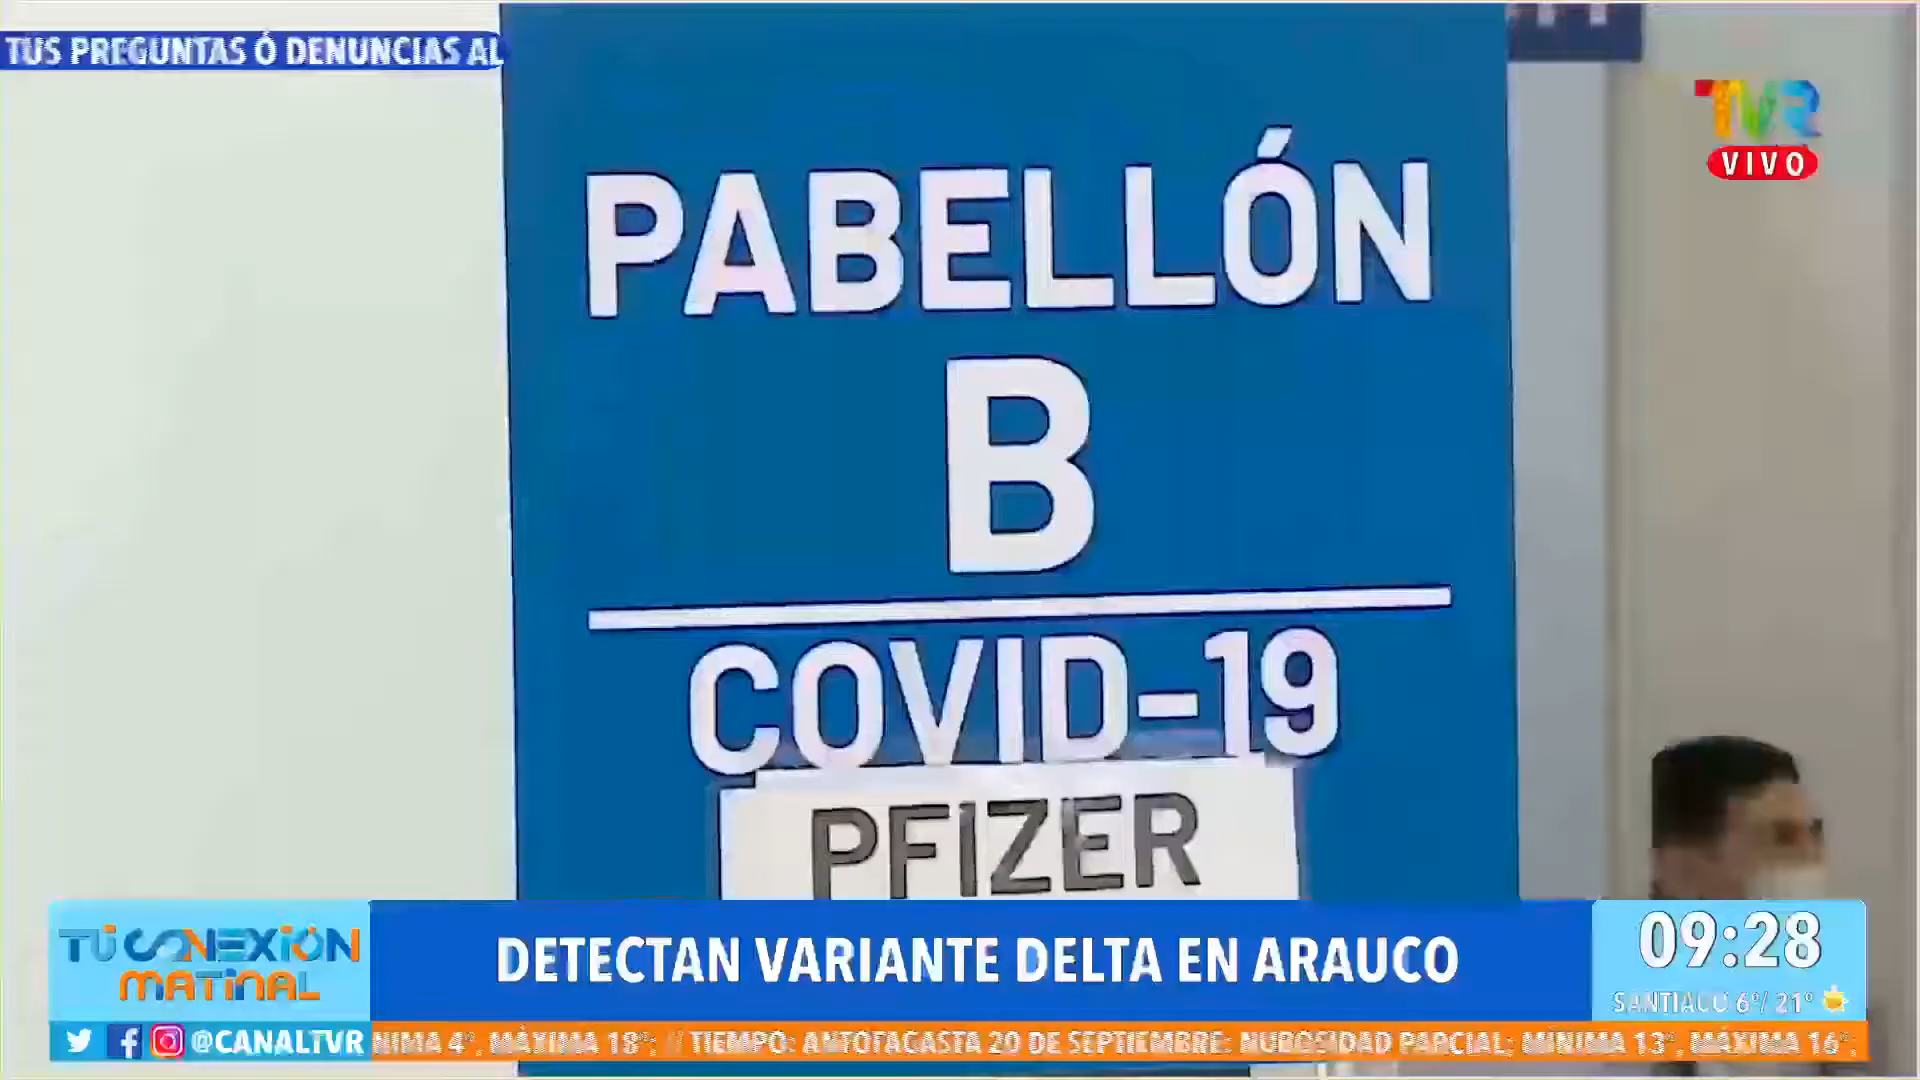 TUS PREGUNTAS Ó DENUNCIAS AL
TVR
VIVO
PABELLÓN
B
COVID-19
PFIZER
TÚ CONEXIÓN
MATINAL
DETECTAN VARIANTE DELTA EN ARAUCO
09:28
SANTIAGO 6°/ 21°
@CANALTVR
NIMA 4°, MÁXIMA 18°; // TIEMPO: ANTOFAGASTA 20 DE SEPTIEMBRE: NUBOSIDAD PARCIAL; MÍNIMA 13°, MÁXIMA 16°;